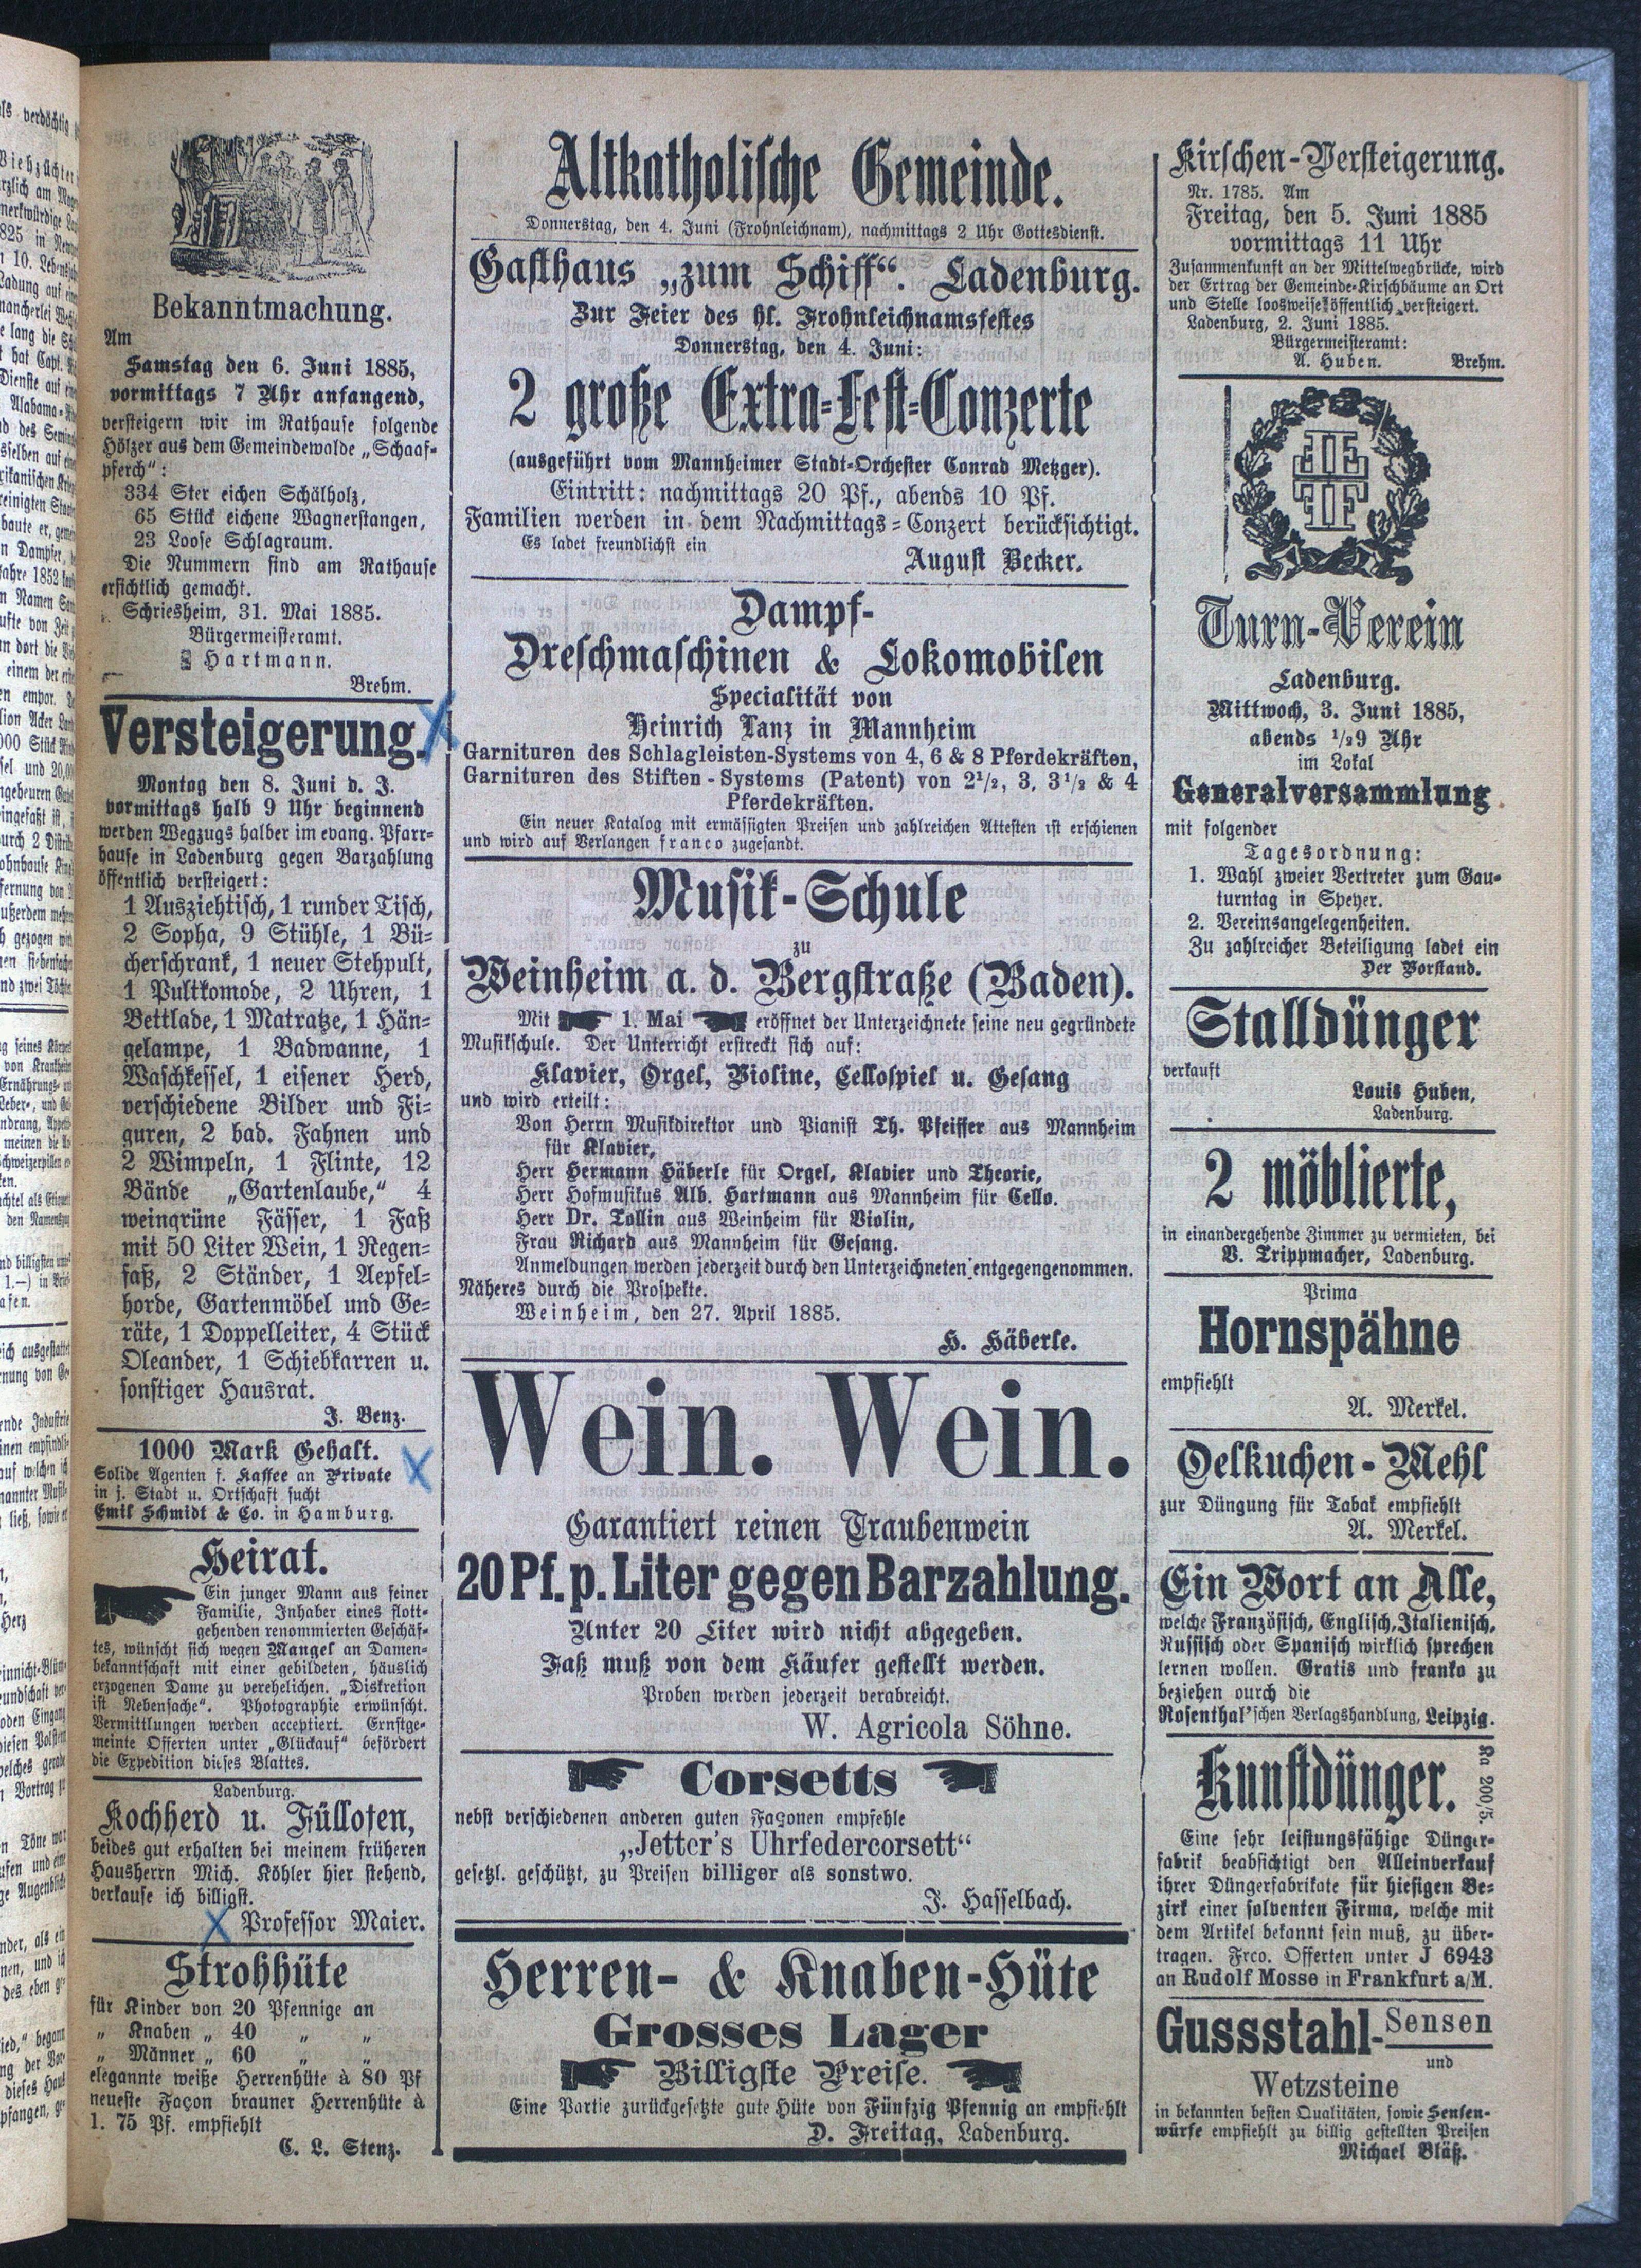 Bekanntmachung.
Am
Samstag den 6. Juni 1885,
vormittags 7 Uhr anfangend,
versteigern wir im Rathause folgende
Hölzer aus dem Gemeindewalde „Schaaf-
pferch":
334 Ster eichen Schälholz,
65 Stück eichene Wagnerstangen,
23 Loose Schlagraum.
Die Nummern sind am Rathause
ersichtlich gemacht.
Schriesheim, 31. Mai 1885.
Bürgermeisteramt.
Hartmann.
Brehm.
Versteigerung.
Montag den 8. Juni d. J.
vormittags halb 9 Uhr beginnend
werden Wegzugs halber im evang. Pfarr-
hause in Ladenburg gegen Barzahlung
öffentlich versteigert:
1 Ausziehtisch, 1 runder Tisch,
2 Sopha, 9 Stühle, 1 Bü-
cherschrank, 1 neuer Stehpult,
1 Pultkomode, 2 Uhren, 1
Bettlade, 1 Matratze, 1 Hän-
gelampe, 1 Badwanne, 1
Waschkessel, 1 eisener Herd,
verschiedene Bilder und Fi-
guren, 2 bad. Fahnen und
2 Wimpeln, 1 Flinte, 12
Bände „Gartenlaube," 4
weingrüne Fässer, 1 Faß
mit 50 Liter Wein, 1 Regen-
faß, 2 Ständer, 1 Aepfel-
horde, Gartenmöbel und Ge-
räte, 1 Doppelleiter, 4 Stück
Oleander, 1 Schiebkarren u.
sonstiger Hausrat.
J. Benz.
1000 Mark Gehalt.
Solide Agenten f. Kaffee an Private
in j. Stadt u. Ortschaft sucht
Emil Schmidt & Co. in Hamburg.
Heirat.
Ein junger Mann aus feiner
Familie, Inhaber eines flott-
gehenden renommierten Geschäf-
tes, wünscht sich wegen Mangel an Damen-
bekanntschaft mit einer gebildeten, häuslich
erzogenen Dame zu verehelichen. „Diskretion
ist Nebensache". Photographie erwünscht.
Vermittlungen werden acceptiert. Ernstge-
meinte Offerten unter „Glückauf" befördert
die Expedition dieses Blattes.
Ladenburg.
Kochherd u. Füllofen,
beides gut erhalten bei meinem früheren
Hausherrn Mich. Köhler hier stehend,
verkaufe ich billigst.
Professor Maier.
Strohhüte
für Kinder von 20 Pfennige an
„ Knaben „ 40 „ „
„ Männer „ 60 „ „
elegannte weiße Herrenhüte à 80 Pf
neueste Façon brauner Herrenhüte à
1. 75 Pf. empfiehlt
C. L. Stenz.
Altkatholische Gemeinde.
Donnerstag, den 4. Juni (Frohnleichnam), nachmittags 2 Uhr Gottesdienst.
Gasthaus „zum Schiff". Ladenburg.
Zur Feier des hl. Frohnleichnamsfestes
Donnerstag, den 4. Juni:
2 große Extra-Fest-Conzerte
(ausgeführt vom Mannheimer Stadt-Orchester Conrad Metzger).
Eintritt: nachmittags 20 Pf., abends 10 Pf.
Familien werden in dem Nachmittags-Conzert berücksichtigt.
Es ladet freundlichst ein
August Becker.
Dampf-
Dreschmaschinen & Lokomobilen
Specialität von
Heinrich Lanz in Mannheim
Garnituren des Schlagleisten-Systems von 4, 6 & 8 Pferdekräften,
Garnituren des Stiften-Systems (Patent) von 2½, 3, 3½ & 4
Pferdekräften.
Ein neuer Katalog mit ermässigten Preisen und zahlreichen Attesten ist erschienen
und wird auf Verlangen franco zugesandt.
Musik-Schule
zu
Weinheim a. d. Bergstraße (Baden).
Mit 1. Mai eröffnet der Unterzeichnete seine neu gegründete
Musikschule. Der Unterricht erstreckt sich auf:
Klavier, Orgel, Violine, Cellospiel u. Gesang
und wird erteilt:
Von Herrn Musikdirektor und Pianist Th. Pfeiffer aus Mannheim
für Klavier,
Herr Hermann Häberle für Orgel, Klavier und Theorie,
Herr Hofmusikus Alb. Hartmann aus Mannheim für Cello.
Herr Dr. Tollin aus Weinheim für Violin,
Frau Richard aus Mannheim für Gesang.
Anmeldungen werden jederzeit durch den Unterzeichneten entgegengenommen.
Näheres durch die Prospekte.
Weinheim, den 27. April 1885.
H. Häberle.
Wein. Wein.
Garantiert reinen Traubenwein
20 Pf. p. Liter gegen Barzahlung.
Unter 20 Liter wird nicht abgegeben.
Faß muß von dem Käufer gestellt werden.
Proben werden jederzeit verabreicht.
W. Agricola Söhne.
Corsetts
nebst verschiedenen anderen guten Façonen empfehle
„Jetter's Uhrfedercorsett"
gesetzl. geschützt, zu Preisen billiger als sonstwo.
J. Hasselbach.
Herren- & Knaben-Hüte
Grosses Lager
Billigste Preise.
Eine Partie zurückgesetzte gute Hüte von Fünfzig Pfennig an empfiehlt
D. Freitag, Ladenburg.
Kirschen-Versteigerung.
Nr. 1785. Am
Freitag, den 5. Juni 1885
vormittags 11 Uhr
Zusammenkunft an der Mittelwegbrücke, wird
der Ertrag der Gemeinde-Kirschbäume an Ort
und Stelle loosweise öffentlich versteigert.
Ladenburg, 2. Juni 1885.
Bürgermeisteramt:
A. Huben. Brehm.
Turn-Verein
Ladenburg.
Mittwoch, 3. Juni 1885,
abends ½9 Uhr
im Lokal
Generalversammlung
mit folgender
Tagesordnung:
1. Wahl zweier Vertreter zum Gau-
turntag in Speyer.
2. Vereinsangelegenheiten.
Zu zahlreicher Beteiligung ladet ein
Der Vorstand.
Stalldünger
verkauft
Louis Huben,
Ladenburg.
2 möblierte,
in einandergehende Zimmer zu vermieten, bei
V. Trippmacher, Ladenburg.
Prima
Hornspähne
empfiehlt
A. Merkel.
Oelkuchen-Mehl
zur Düngung für Tabak empfiehlt
A. Merkel.
Ein Wort an Alle,
welche Französisch, Englisch, Italienisch,
Russisch oder Spanisch wirklich sprechen
lernen wollen. Gratis und franko zu
beziehen durch die
Rosenthal'schen Verlagshandlung, Leipzig.
Kunstdünger.
Ka 200/5.
Eine sehr leistungsfähige Dünger-
fabrik beabsichtigt den Alleinverkauf
ihrer Düngerfabrikate für hiesigen Be-
zirk einer solventen Firma, welche mit
dem Artikel bekannt sein muß, zu über-
tragen. Frco. Offerten unter J 6943
an Rudolf Mosse in Frankfurt a/M.
Gussstahl-Sensen
und
Wetzsteine
in bekannten besten Qualitäten, sowie Sensen-
würfe empfiehlt zu billig gestellten Preisen
Michael Bläß.